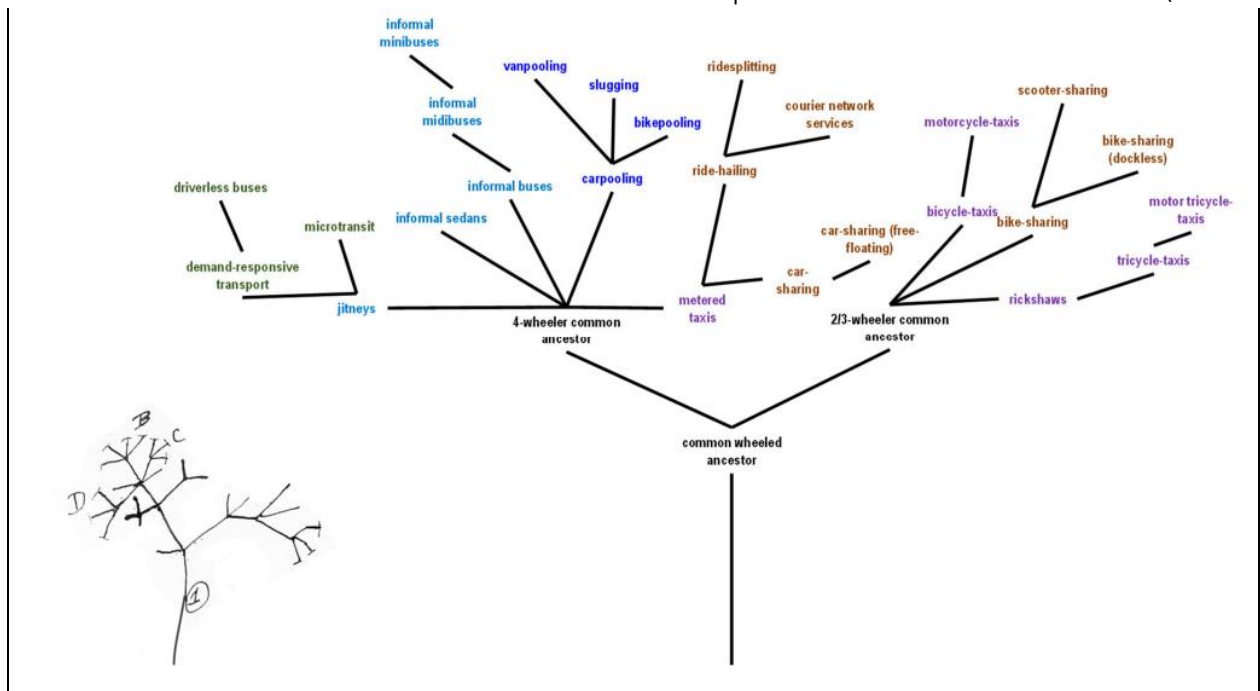 informal
minibuses
vanpooling
slugging
bikepooling
informal
midibuses
ridesplitting
courier network
services
scooter-sharing
motorcycle-taxis
bike-sharing
(dockless)
driverless buses
microtransit
informal buses
carpooling
ride-hailing
informal sedans
bicycle-taxis
bike-sharing
motor tricycle-
taxis
car-sharing (free-
floating)
tricycle-taxis
demand-responsive
transport
jitneys
car-
sharing
metered
taxis
rickshaws
4-wheeler common
ancestor
2/3-wheeler common
ancestor
common wheeled
ancestor
B
C
D
1